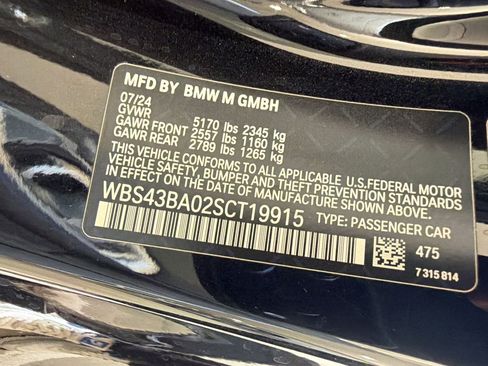 MFD BY BMW M GMBH
07/24
GVWR 5170 lbs 2345 kg
GAWR FRONT 2557 lbs 1160 kg
GAWR REAR 2789 lbs 1265 kg
THIS VEHICLE CONFORMS TO ALL APPLICABLE U.S.FEDERAL MOTOR
VEHICLE SAFETY, BUMPER, AND THEFT PREVENTION STANDARDS
IN EFFECT ON THE DATE OF MANUFACTURE SHOWN ABOVE.
WBS43BA02SCT19915 TYPE: PASSENGER CAR
475
7 315 814